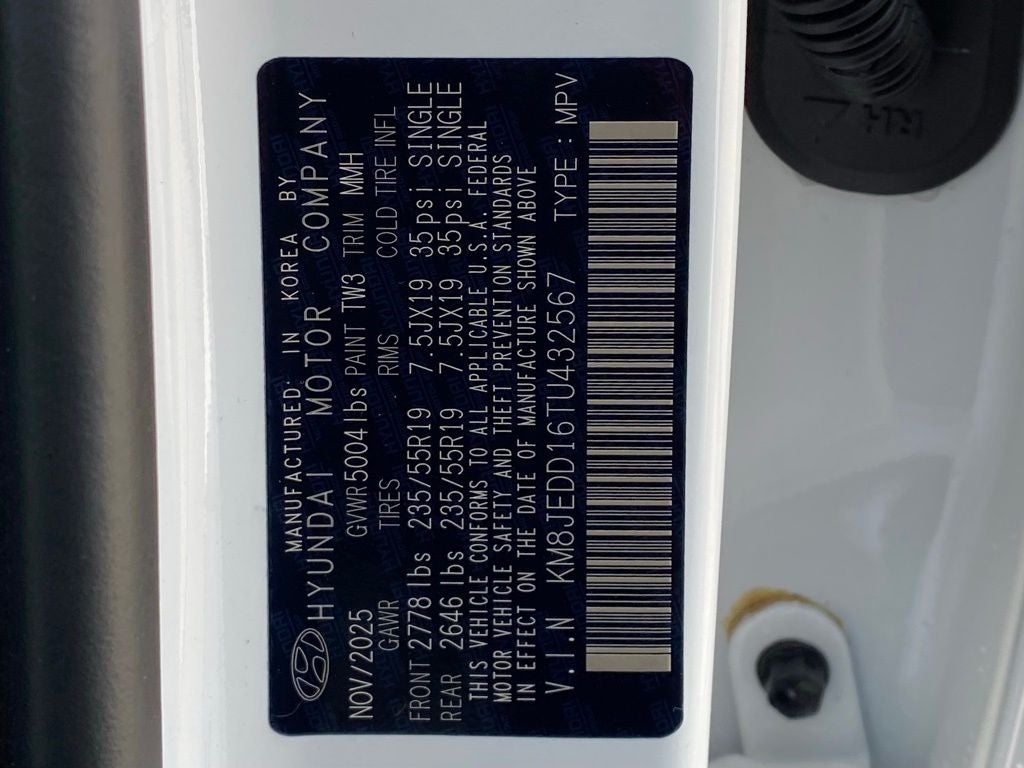 MANUFACTURED IN KOREA BY
HYUNDAI MOTOR COMPANY
NOV/2025 GVWR 5004 lbs PAINT TW3 TRIM MMH
GAWR TIRES RIMS COLD TIRE INFL
FRONT 2778 lbs 235/55R19 7.5JX19 35psi SINGLE
REAR 2646 lbs 235/55R19 7.5JX19 35psi SINGLE
THIS VEHICLE CONFORMS TO ALL APPLICABLE U.S.A. FEDERAL
MOTOR VEHICLE SAFETY AND THEFT PREVENTION STANDARDS
IN EFFECT ON THE DATE OF MANUFACTURE SHOWN ABOVE
V.I.N KM8JEDD16TU432567 TYPE : MPV